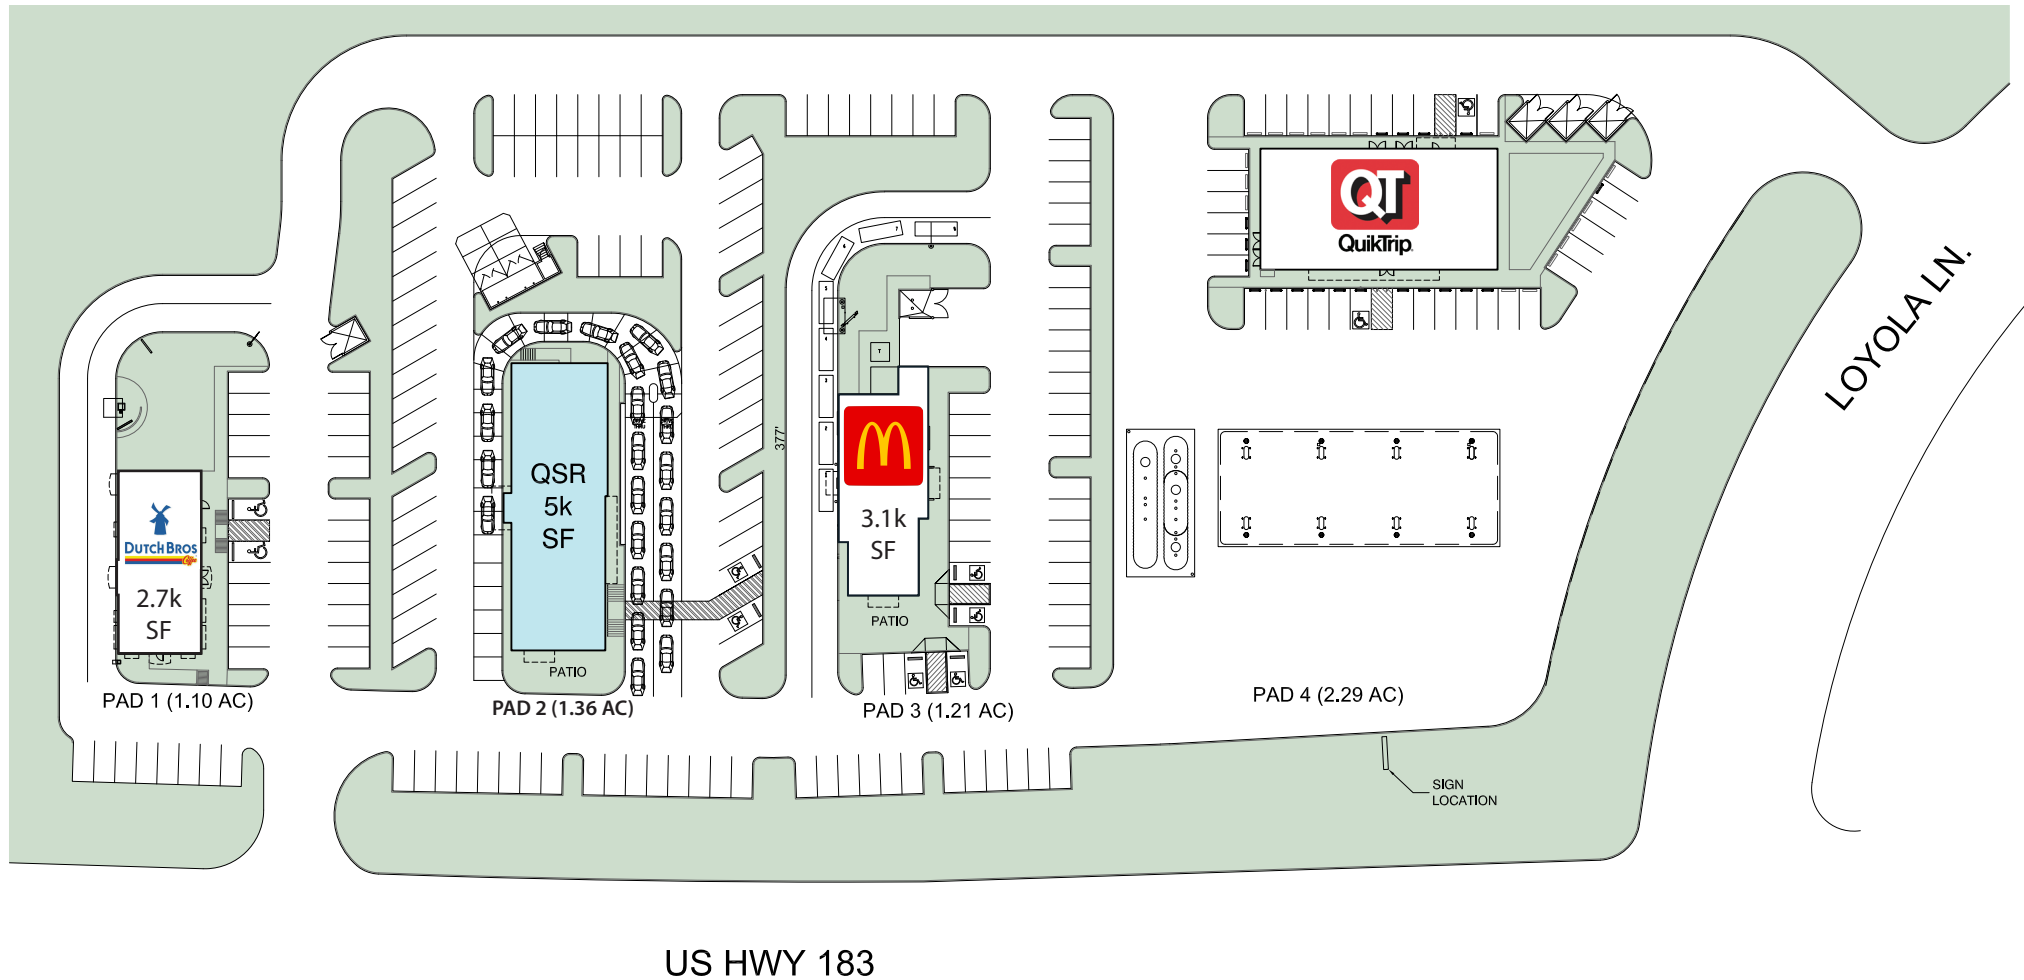 QT
QuikTrip
LOYOLA LN.
377'
T
QSR
5k
SF
3.1k
SF
DUTCH BROS
2.7k
SF
PATIO
PATIO
PAD 1 (1.10 AC)
PAD 2 (1.36 AC)
PAD 3 (1.21 AC)
PAD 4 (2.29 AC)
SIGN
LOCATION
US HWY 183